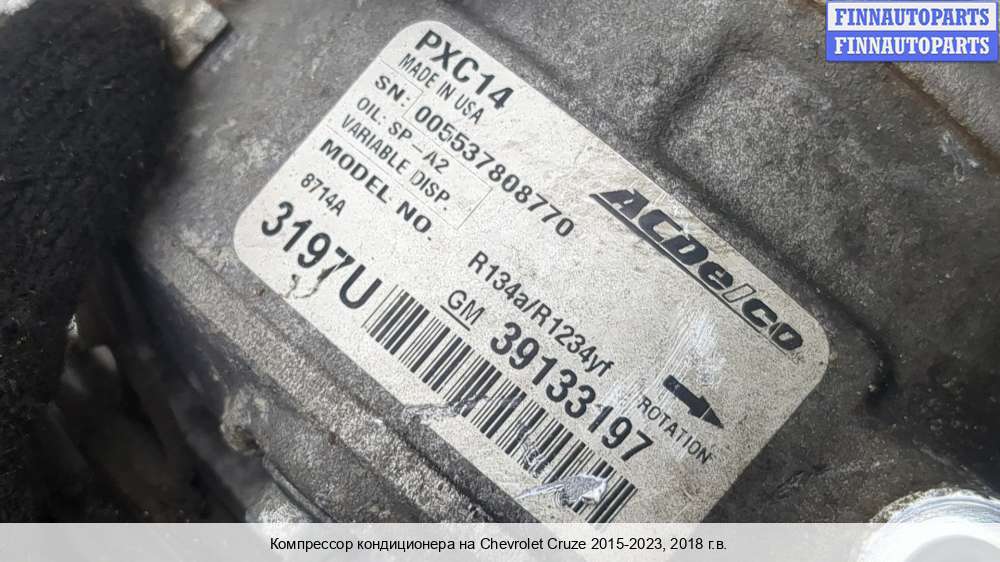 FINNAUTOPARTS
FINNAUTOPARTS
PXC14
MADE IN USA
SN: 005537808770
OIL: SP-A2
VARIABLE DISP.
MODEL NO.
8714A
3197U
ACDelco
R134a/R1234yf
GM 39133197
ROTATION
Компрессор кондиционера на Chevrolet Cruze 2015-2023, 2018 г.в.